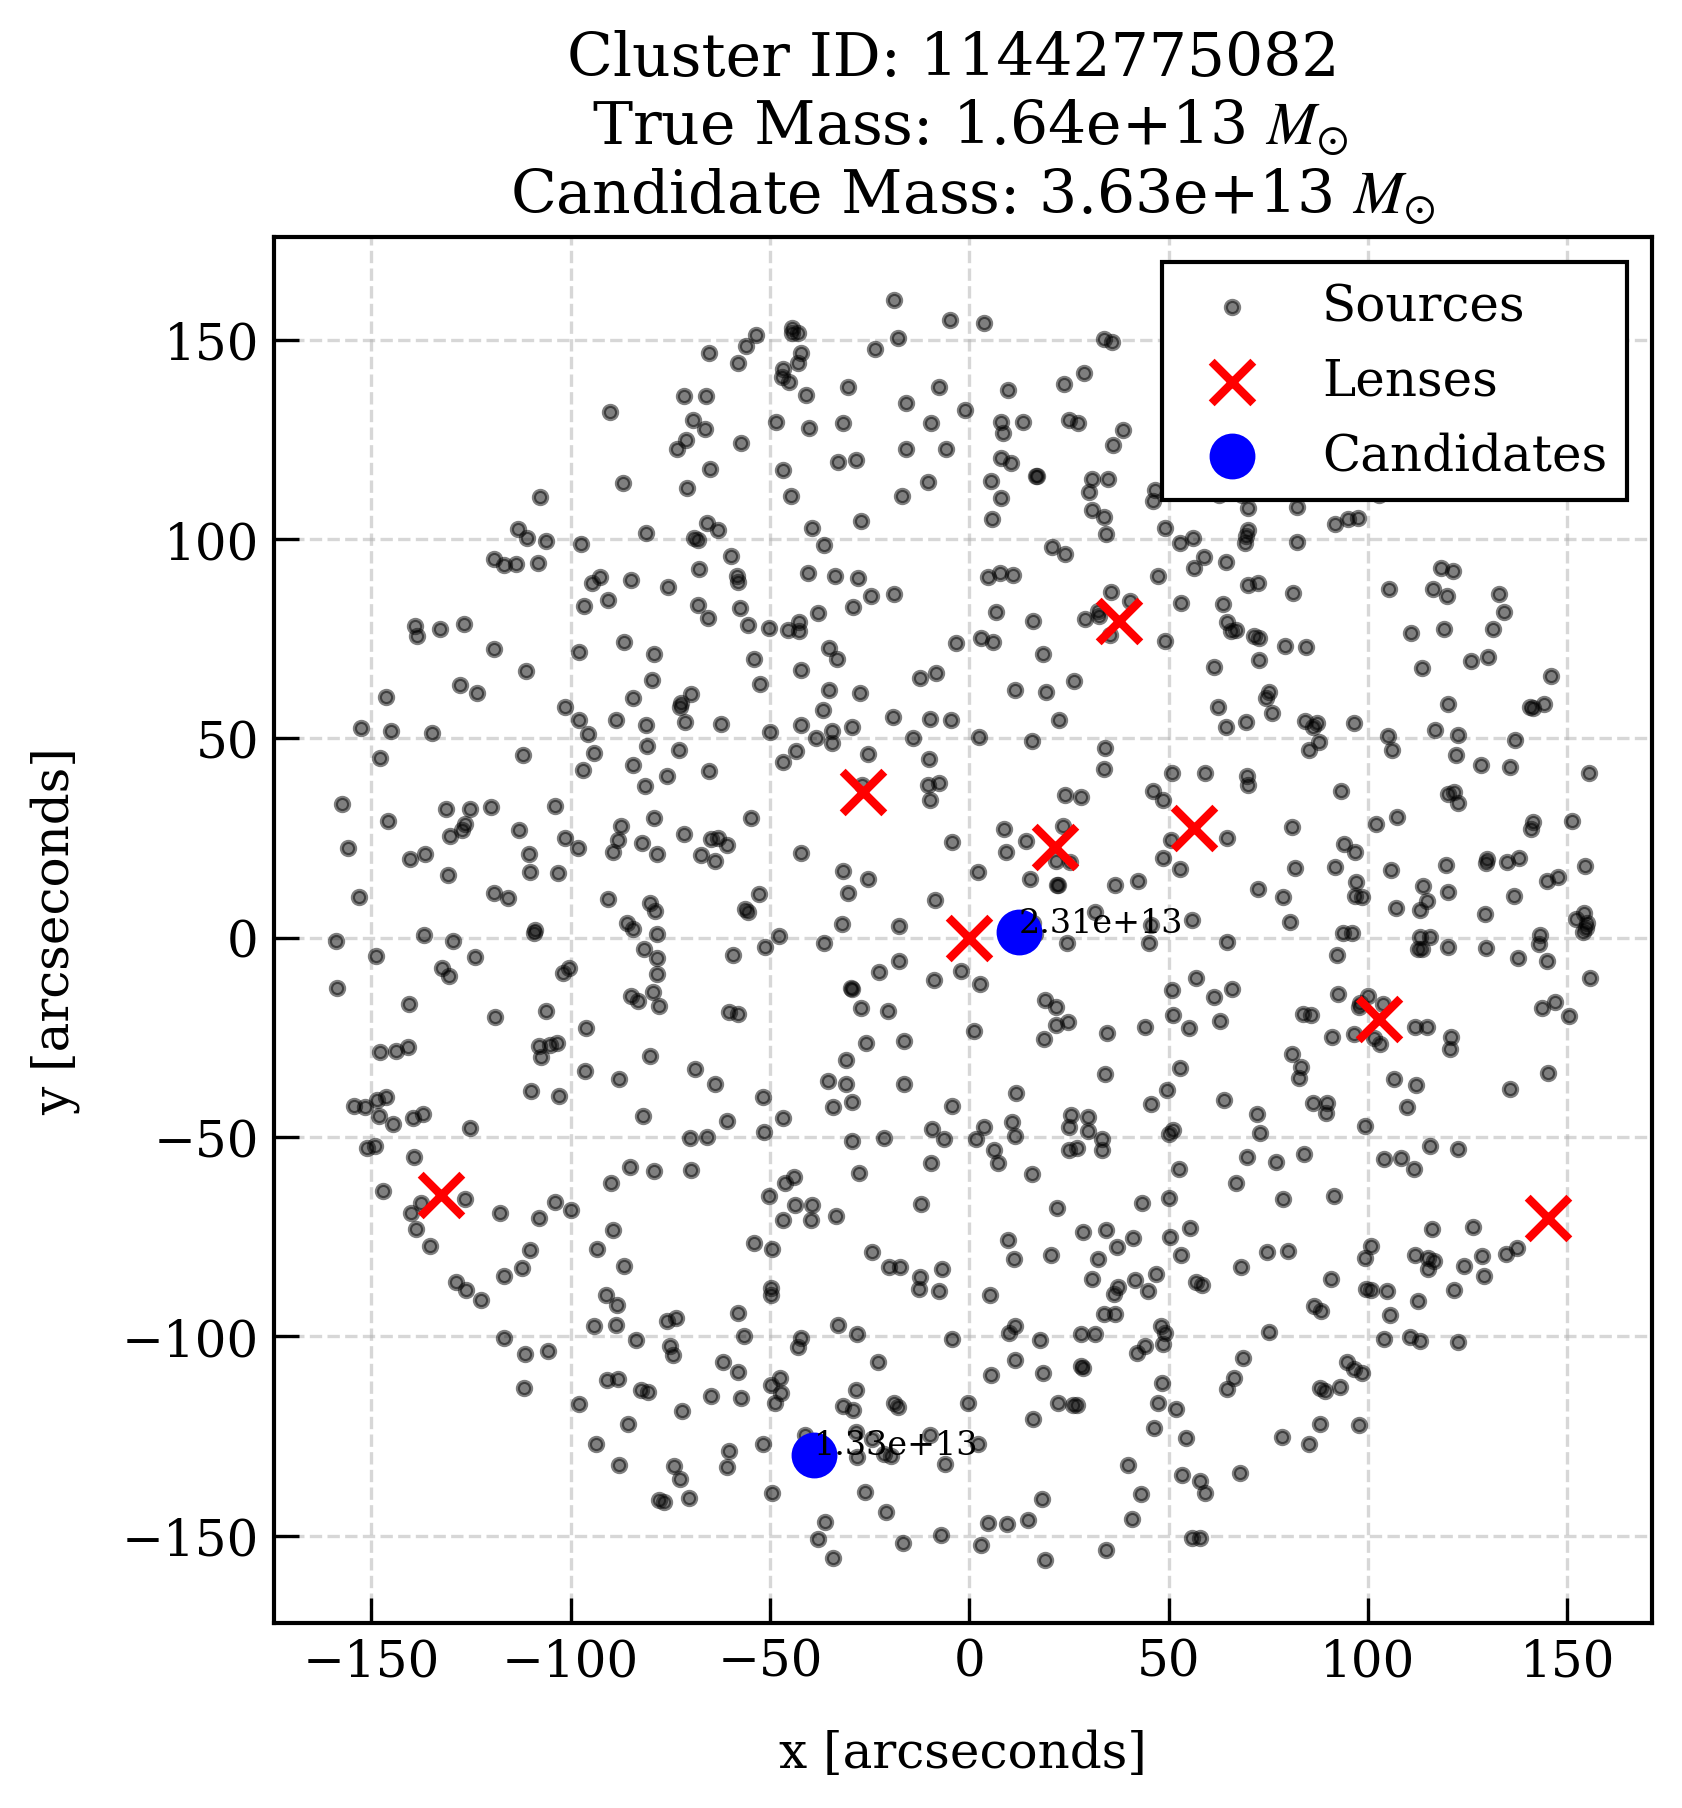 Cluster ID: 11442775082
True Mass: 1.64e+13 M⊙
Candidate Mass: 3.63e+13 M⊙
Sources
Lenses
Candidates
150
100
50
0
−50
−100
−150
y [arcseconds]
2.31e+13
1.33e+13
−150 −100 −50 0 50 100 150
x [arcseconds]